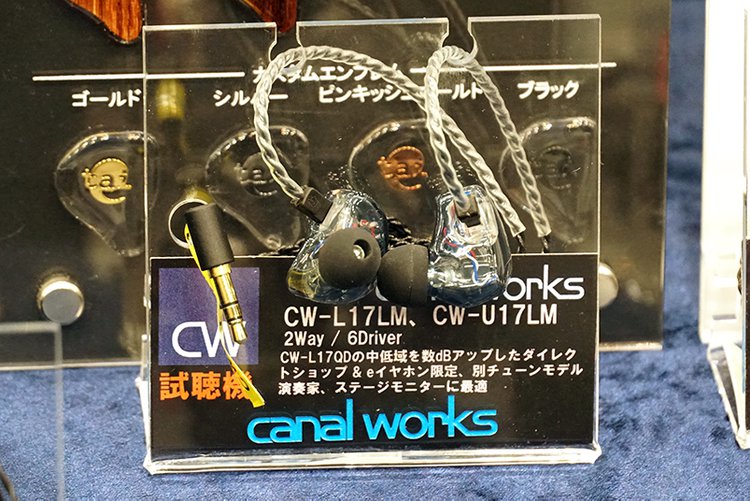 カスタムエンブレム
ゴールド
シルバー
ピンキッシュゴールド
ブラック
taz
taz
canal works
CW-L17LM、CW-U17LM
2Way / 6Driver
CW
CW-L17QDの中低域を数dBアップしたダイレク
トショップ & eイヤホン限定、別チューンモデル
演奏家、ステージモニターに最適
試聴機
canal works